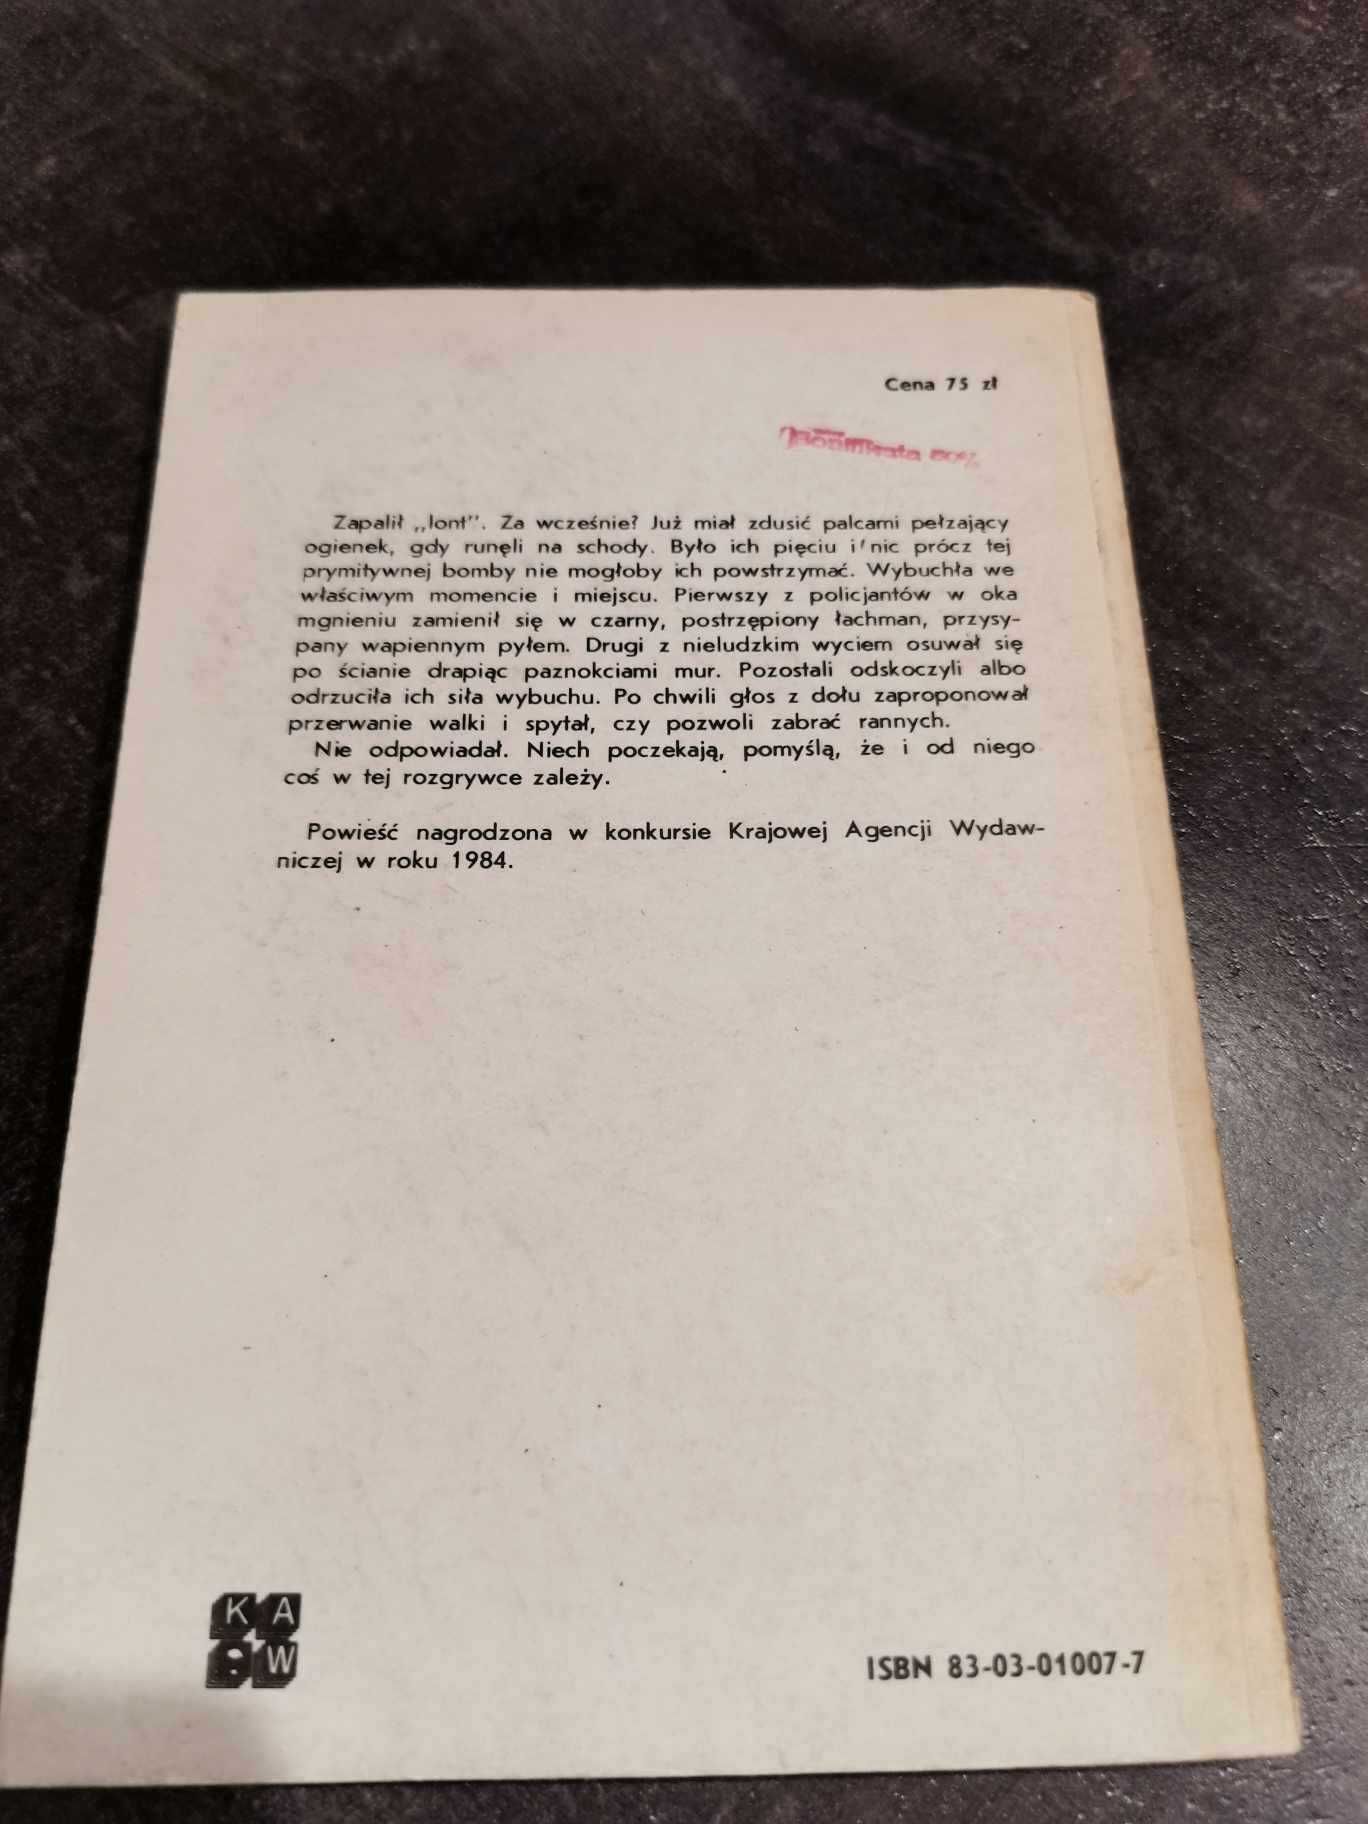 Cena 75 zł
Bonifikata 80%
Zapalił „lont”. Za wcześnie? Już miał zdusić palcami pełzający
ogienek, gdy runęli na schody. Było ich pięciu i nic prócz tej
prymitywnej bomby nie mogłoby ich powstrzymać. Wybuchła we
właściwym momencie i miejscu. Pierwszy z policjantów w oka
mgnieniu zamienił się w czarny, postrzępiony łachman, przysy-
pany wapiennym pyłem. Drugi z nieludzkim wyciem osuwał się
po ścianie drapiąc paznokciami mur. Pozostali odskoczyli albo
odrzuciła ich siła wybuchu. Po chwili głos z dołu zaproponował
przerwanie walki i spytał, czy pozwoli zabrać rannych.
Nie odpowiadał. Niech poczekają, pomyślą, że i od niego
coś w tej rozgrywce zależy.
Powieść nagrodzona w konkursie Krajowej Agencji Wydaw-
niczej w roku 1984.
K A
W
ISBN 83-03-01007-7